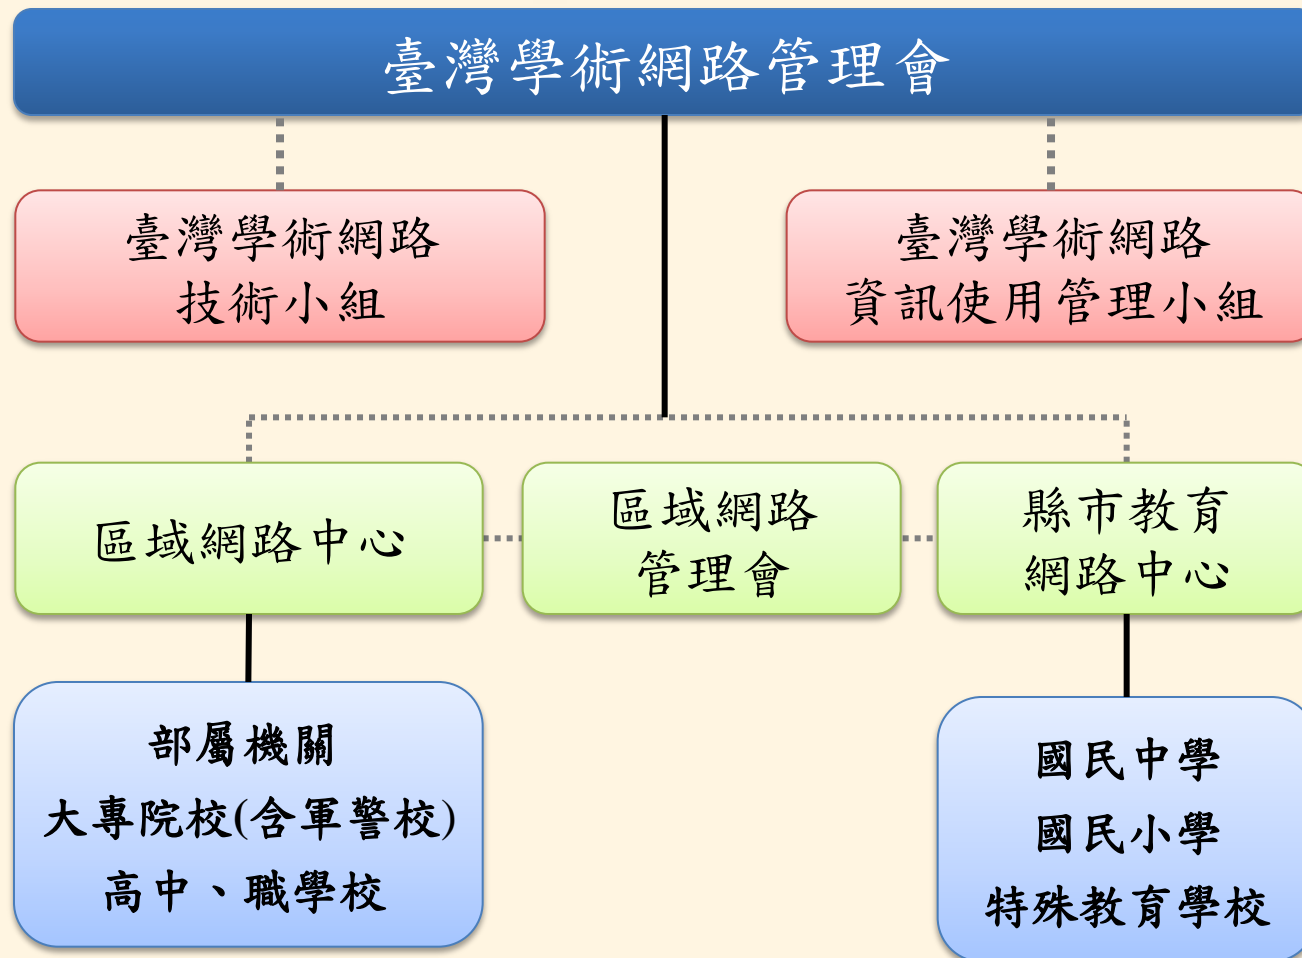 臺灣學術網路管理會
臺灣學術網路
技術小組
臺灣學術網路
資訊使用管理小組
區域網路中心
區域網路
管理會
縣市教育
網路中心
部屬機關
大專院校(含軍警校)
高中、職學校
國民中學
國民小學
特殊教育學校